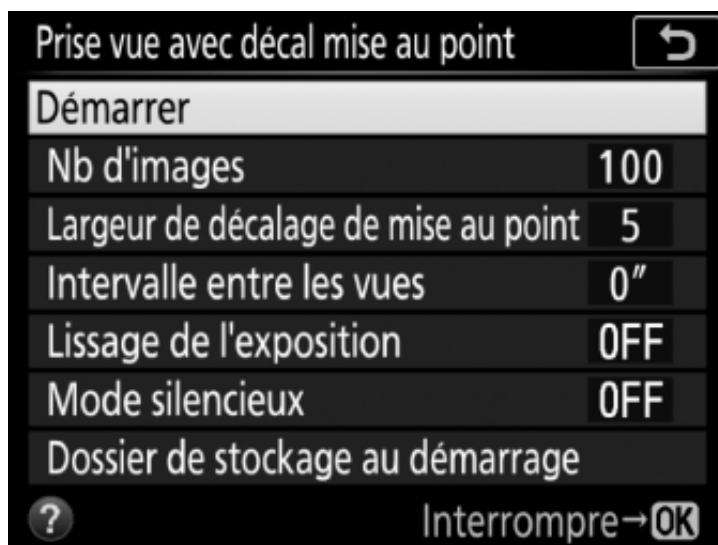 Prise vue avec décal mise au point
Démarrer
Nb d'images 100
Largeur de décalage de mise au point 5
Intervalle entre les vues 0"
Lissage de l'exposition OFF
Mode silencieux OFF
Dossier de stockage au démarrage
? Interrompre→OK